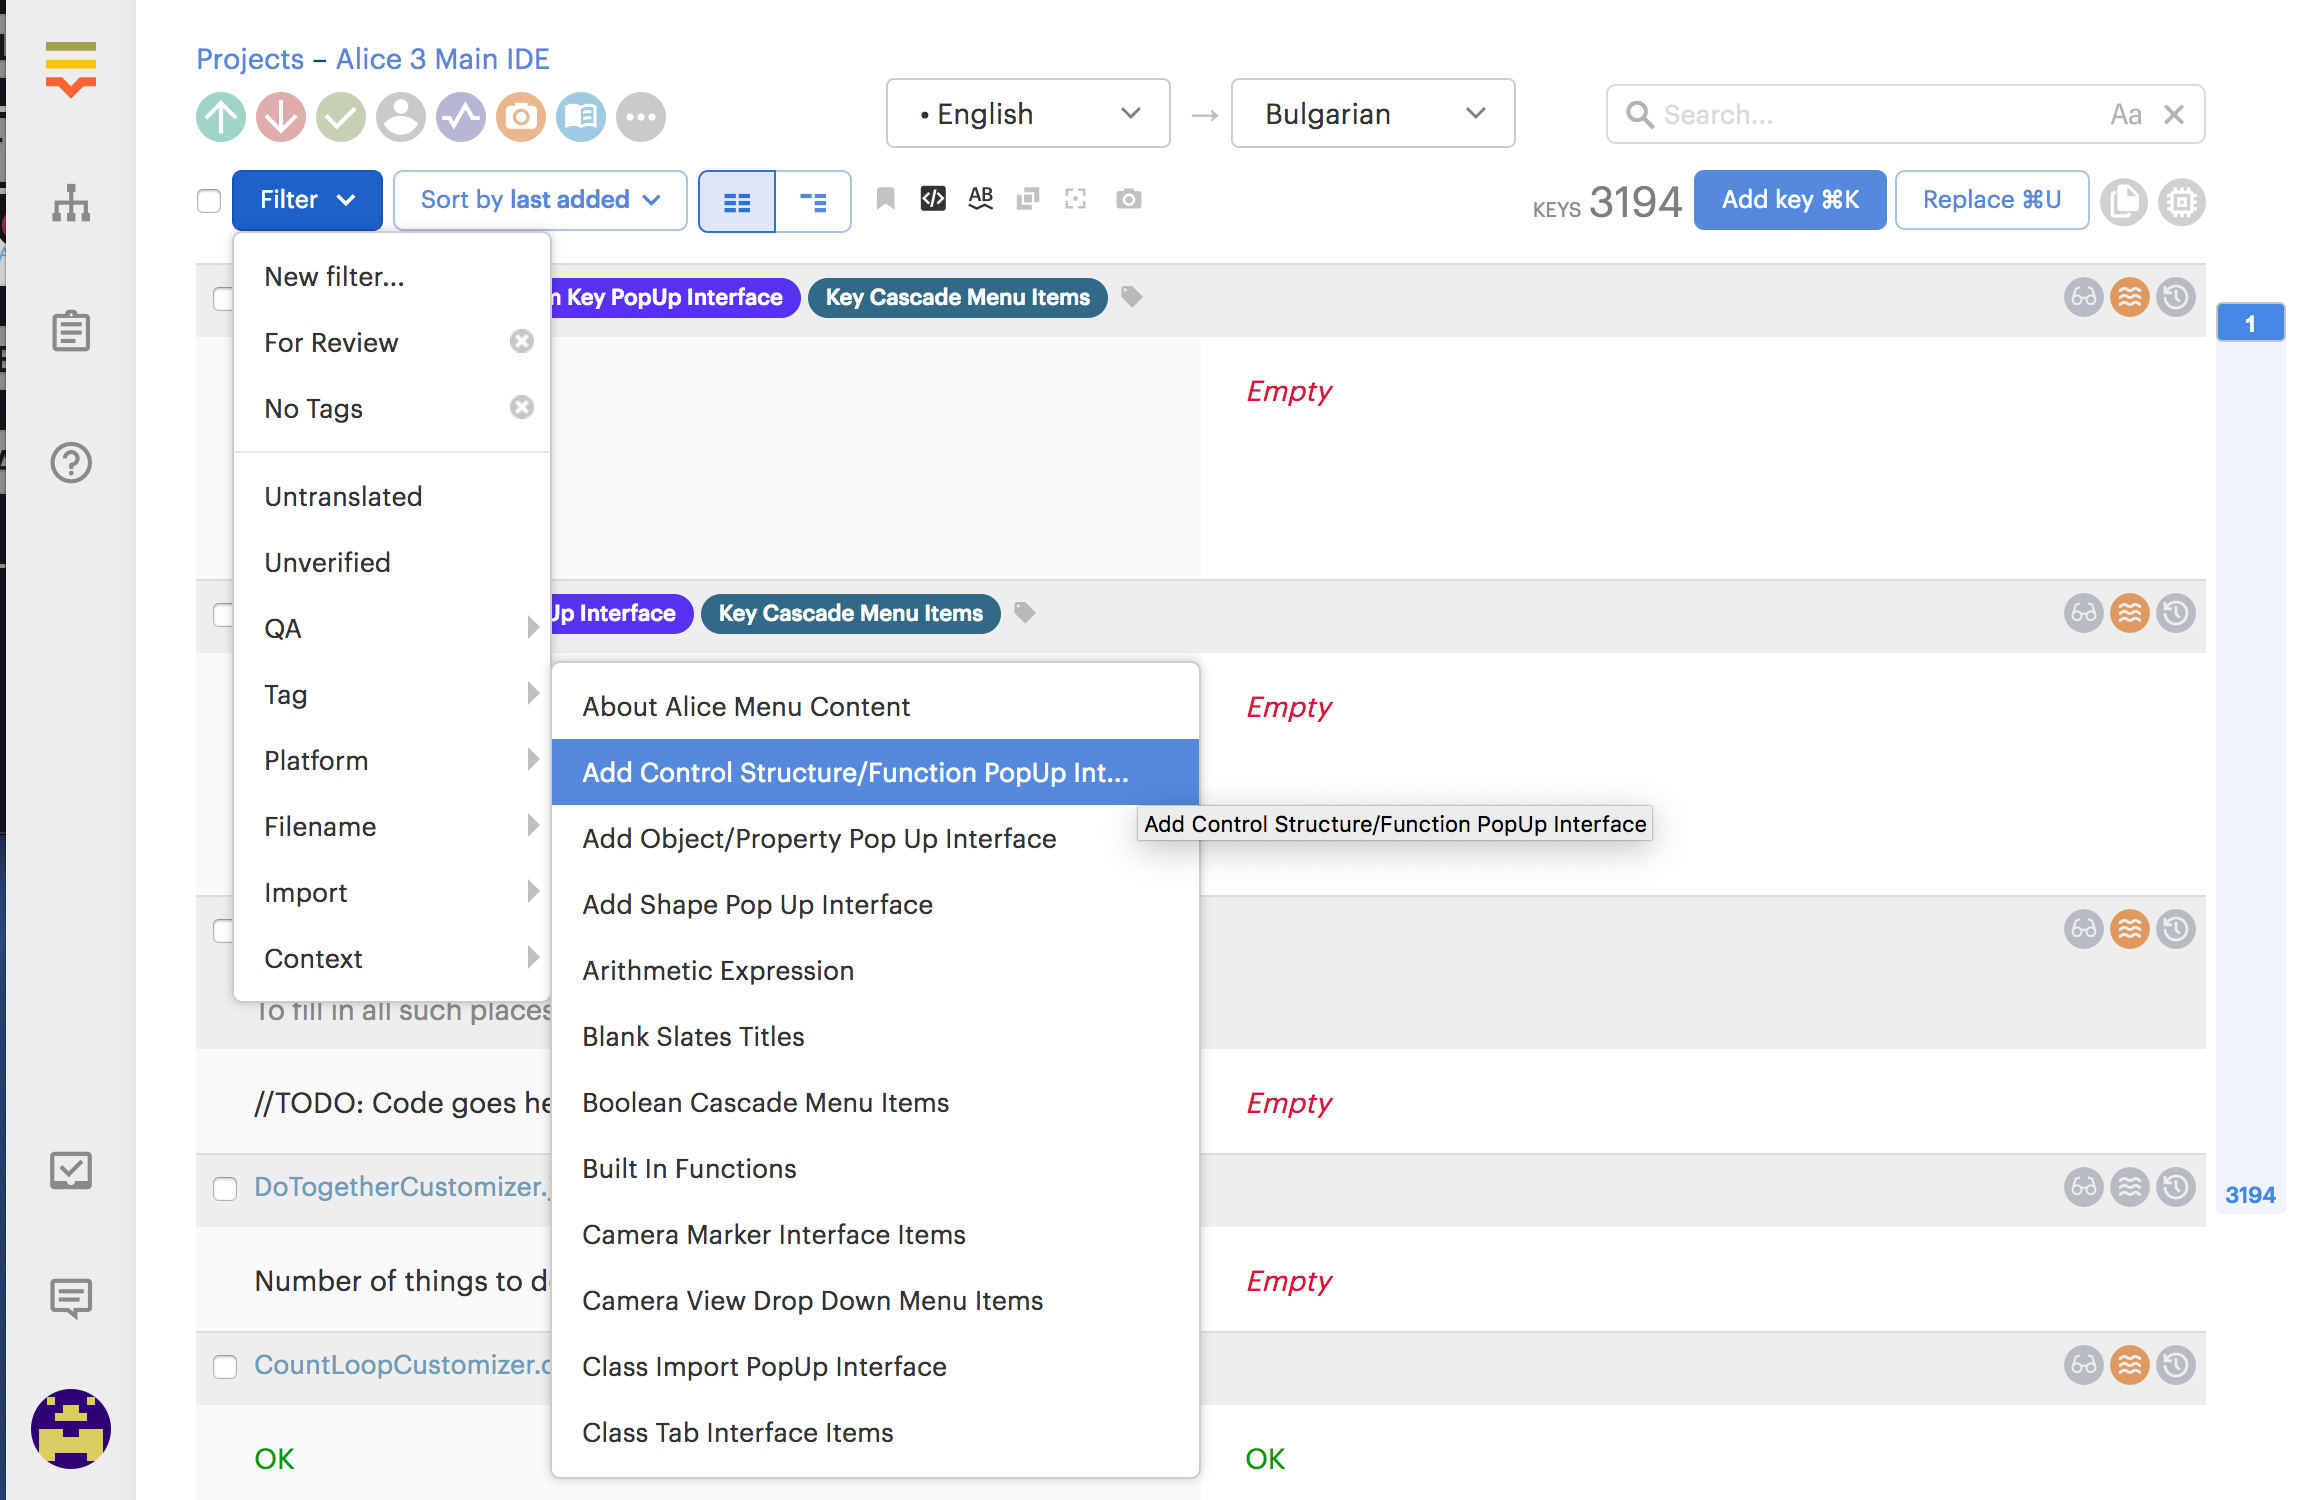 Projects – Alice 3 Main IDE
• English
→
Bulgarian
Search...
Aa
Filter
Sort by last added
AB
KEYS 3194
Add key ⌘K
Replace ⌘U
New filter...
For Review
No Tags
Untranslated
Unverified
QA
Tag
Platform
Filename
Import
Context
n Key PopUp Interface
Key Cascade Menu Items
1
Empty
Up Interface
Key Cascade Menu Items
Empty
About Alice Menu Content
Add Control Structure/Function PopUp Int...
Add Control Structure/Function PopUp Interface
Add Object/Property Pop Up Interface
Add Shape Pop Up Interface
Arithmetic Expression
Blank Slates Titles
Boolean Cascade Menu Items
Built In Functions
Camera Marker Interface Items
Camera View Drop Down Menu Items
Class Import PopUp Interface
Class Tab Interface Items
To fill in all such places
//TODO: Code goes he
Empty
DoTogetherCustomizer.
3194
Number of things to d
Empty
CountLoopCustomizer.
OK
OK